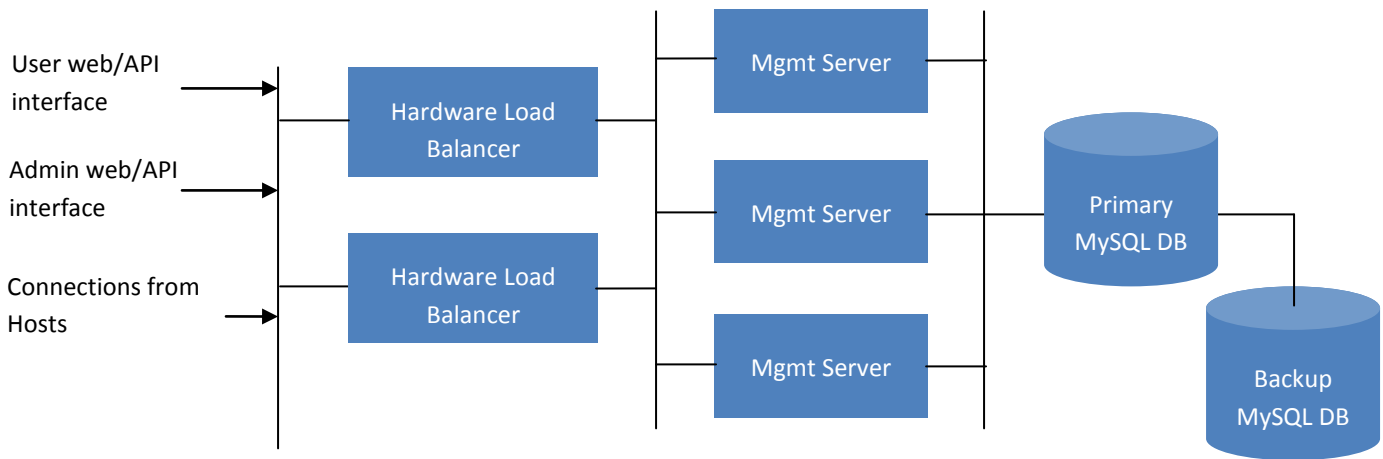 User web/API
interface
Admin web/API
interface
Connections from
Hosts
Hardware Load
Balancer
Hardware Load
Balancer
Mgmt Server
Mgmt Server
Mgmt Server
Primary
MySQL DB
Backup
MySQL DB